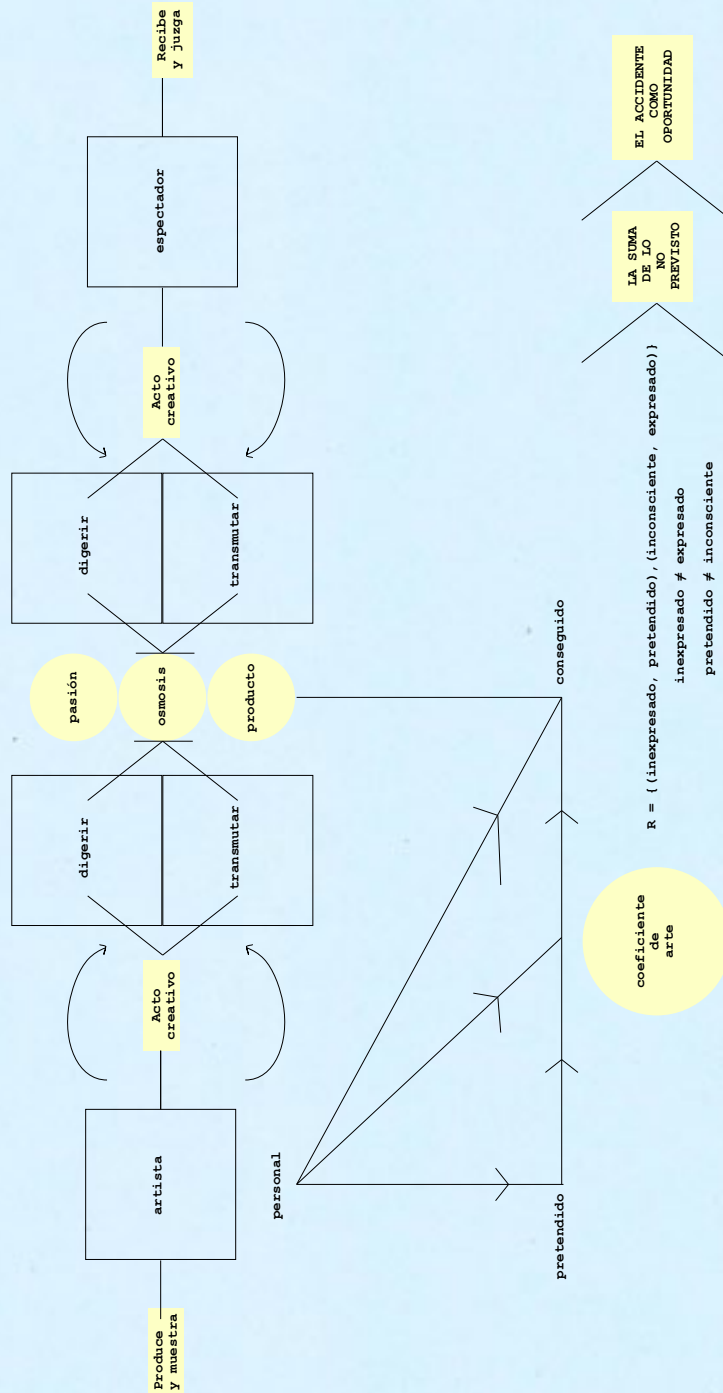 Produce
y muestra
artista
Acto
creativo
digerir
transmutar
pasión
osmosis
producto
digerir
transmutar
Acto
creativo
espectador
Recibe
y juzga
personal
pretendido
conseguido
coeficiente
de
arte
R = {(inexpresado, pretendido),(inconsciente, expresado)}
inexpresado ≠ expresado
pretendido ≠ inconsciente
LA SUMA
DE LO
NO
PREVISTO
EL ACCIDENTE
COMO
OPORTUNIDAD